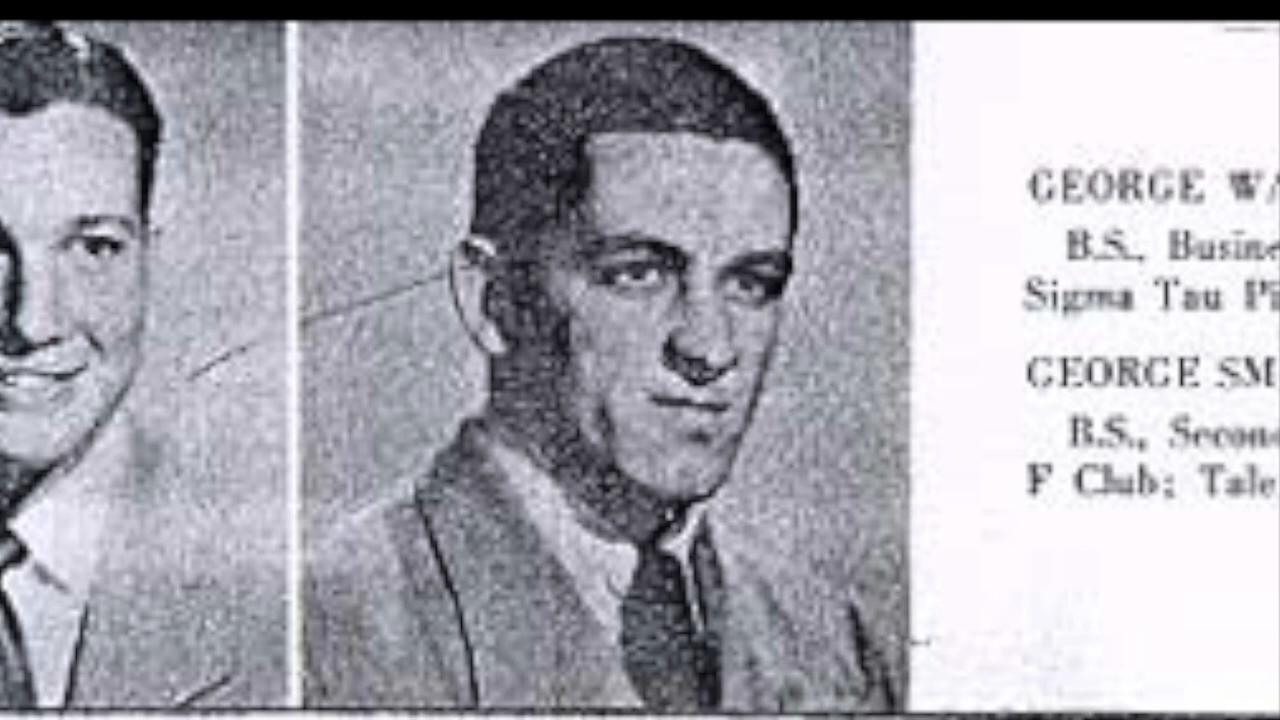 GEORGE
B.S., Busine
Sigma Tau
GEORGE SM
B.S., Secon
F Club; Tale